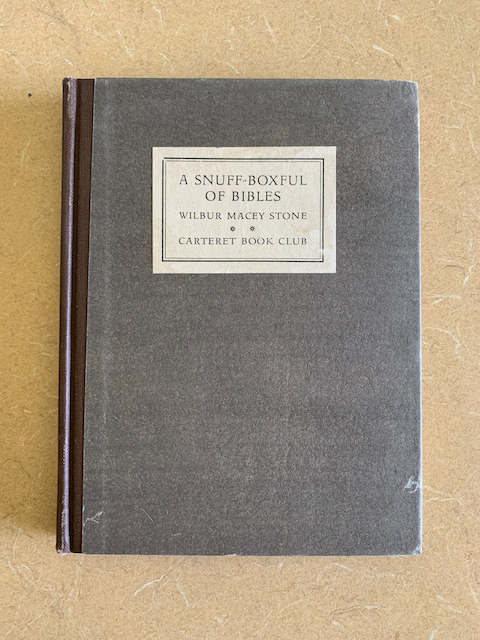 A SNUFF-BOXFUL
OF BIBLES
WILBUR MACEY STONE
CARTERET BOOK CLUB